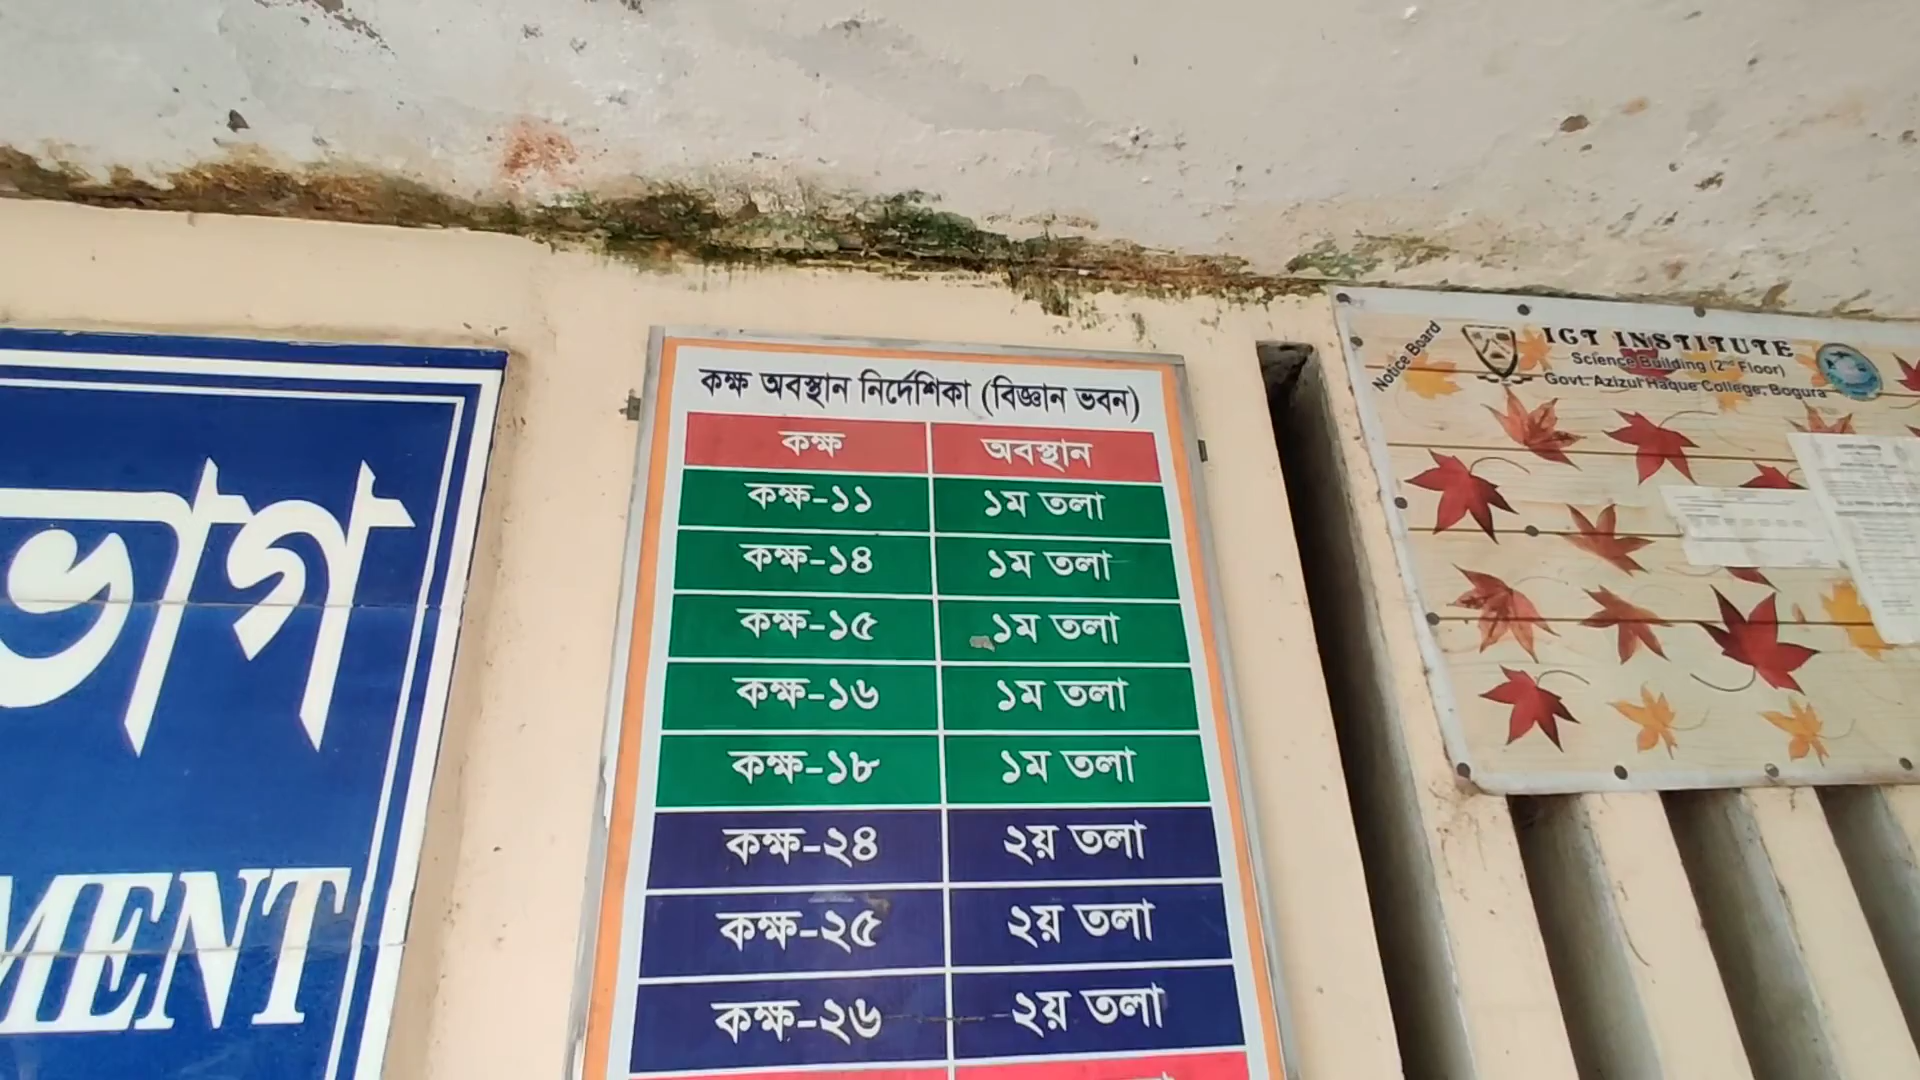 ভাগ
MENT
কক্ষ অবস্থান নির্দেশিকা (বিজ্ঞান ভবন)
কক্ষ অবস্থান
কক্ষ-১১ ১ম তলা
কক্ষ-১৪ ১ম তলা
কক্ষ-১৫ ১ম তলা
কক্ষ-১৬ ১ম তলা
কক্ষ-১৮ ১ম তলা
কক্ষ-২৪ ২য় তলা
কক্ষ-২৫ ২য় তলা
কক্ষ-২৬ ২য় তলা
Notice Board
IGT INSTITUTE
Science Building (2nd Floor)
Govt. Azizul Haque College, Bogura